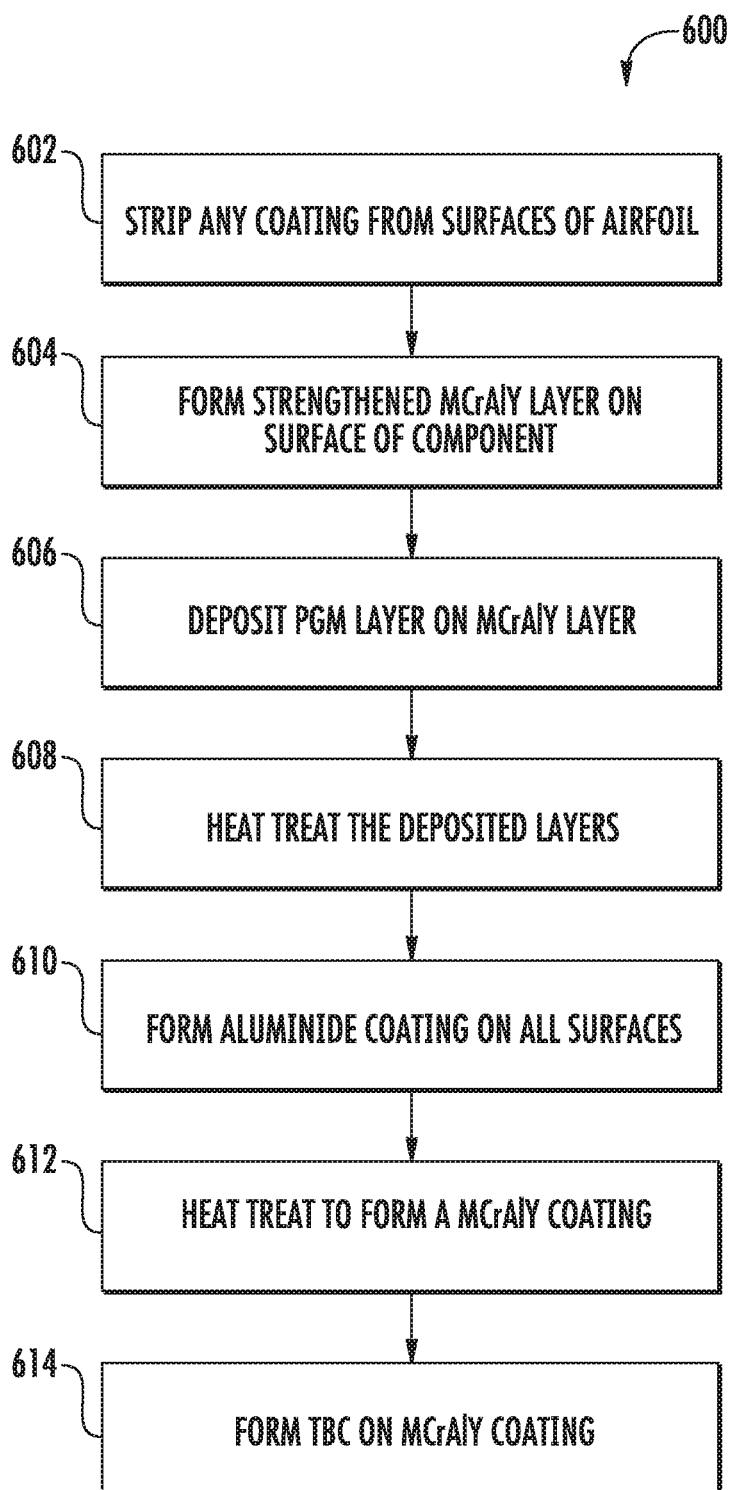 600
602
STRIP ANY COATING FROM SURFACES OF AIRFOIL
604
FORM STRENGTHENED MCrAlY LAYER ON
SURFACE OF COMPONENT
606
DEPOSIT PGM LAYER ON MCrAlY LAYER
608
HEAT TREAT THE DEPOSITED LAYERS
610
FORM ALUMINIDE COATING ON ALL SURFACES
612
HEAT TREAT TO FORM A MCrAlY COATING
614
FORM TBC ON MCrAlY COATING